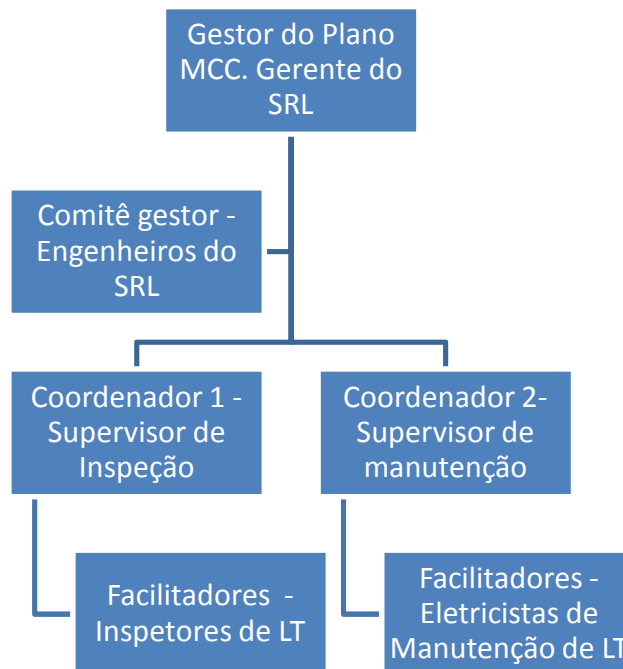 Gestor do Plano
MCC. Gerente do
SRL
Comitê gestor -
Engenheiros do
SRL
Coordenador 1 -
Supervisor de
Inspeção
Coordenador 2-
Supervisor de
manutenção
Facilitadores -
Inspetores de LT
Facilitadores -
Eletricistas de
Manutenção de LT